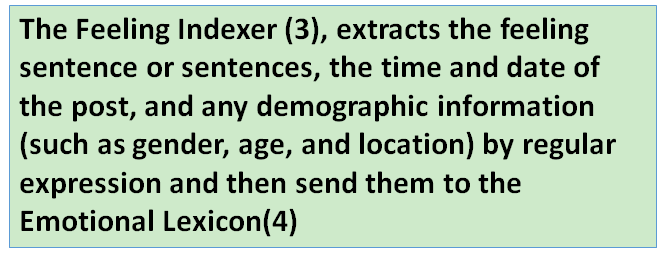 The Feeling Indexer (3), extracts the feeling
sentence or sentences, the time and date of
the post, and any demographic information
(such as gender, age, and location) by regular
expression and then send them to the
Emotional Lexicon(4)